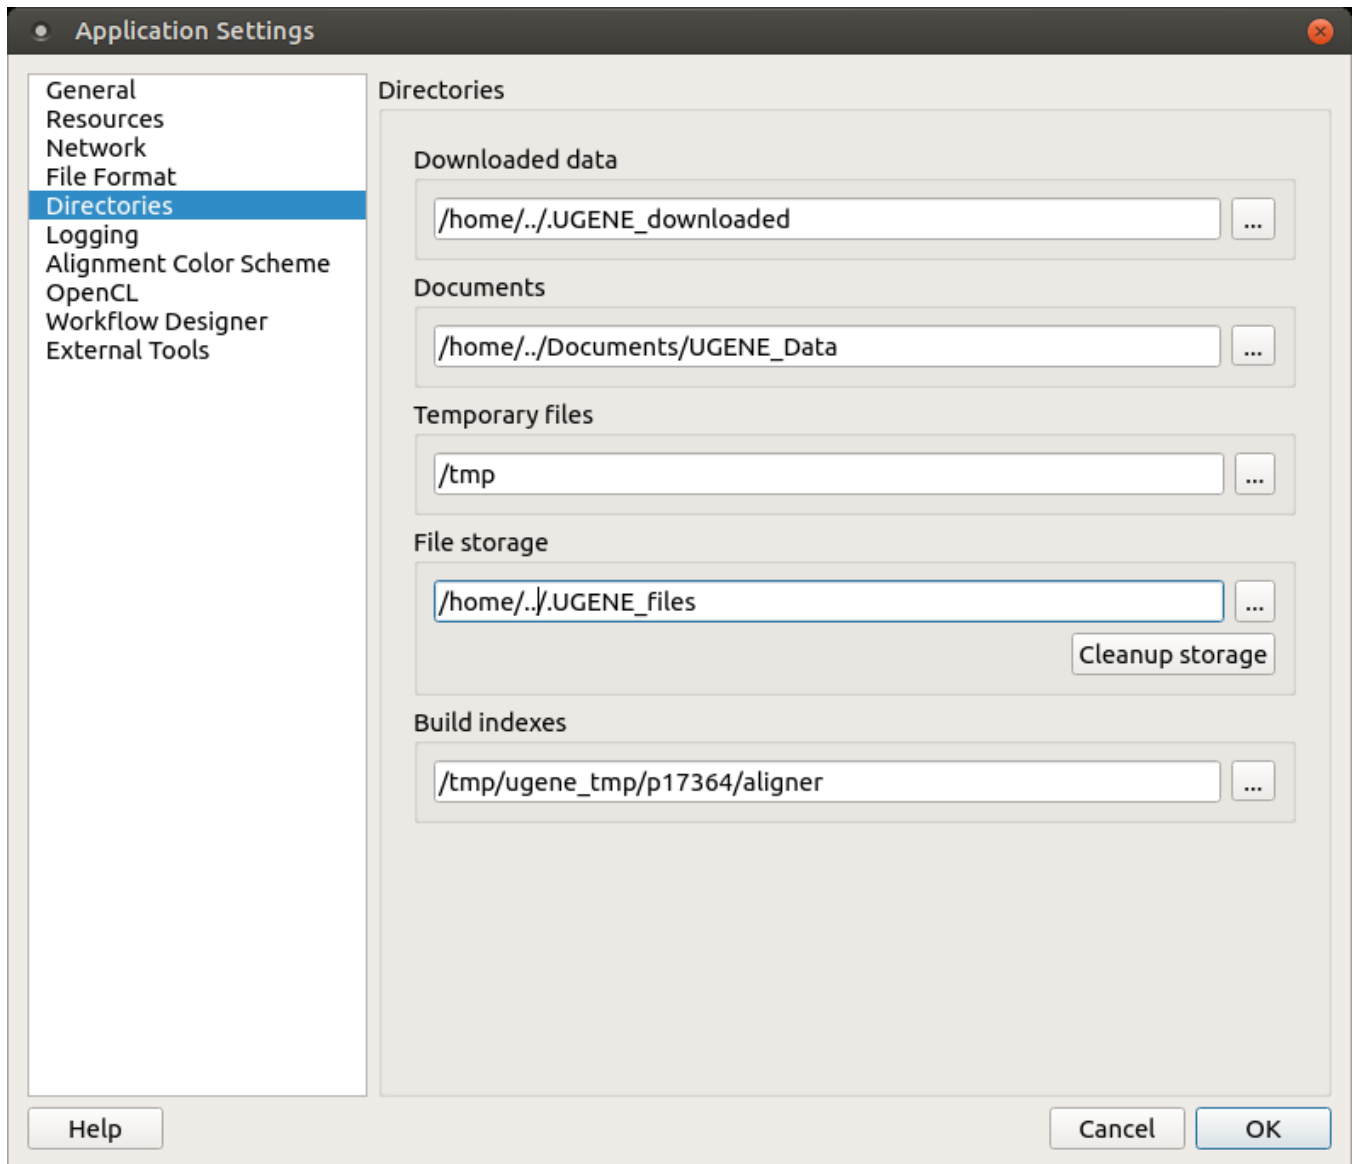 Application Settings
General
Resources
Network
File Format
Directories
Logging
Alignment Color Scheme
OpenCL
Workflow Designer
External Tools
Directories
Downloaded data
/home/../.UGENE_downloaded
...
Documents
/home/../Documents/UGENE_Data
...
Temporary files
/tmp
...
File storage
/home/../.UGENE_files
...
Cleanup storage
Build indexes
/tmp/ugene_tmp/p17364/aligner
...
Help
Cancel
OK